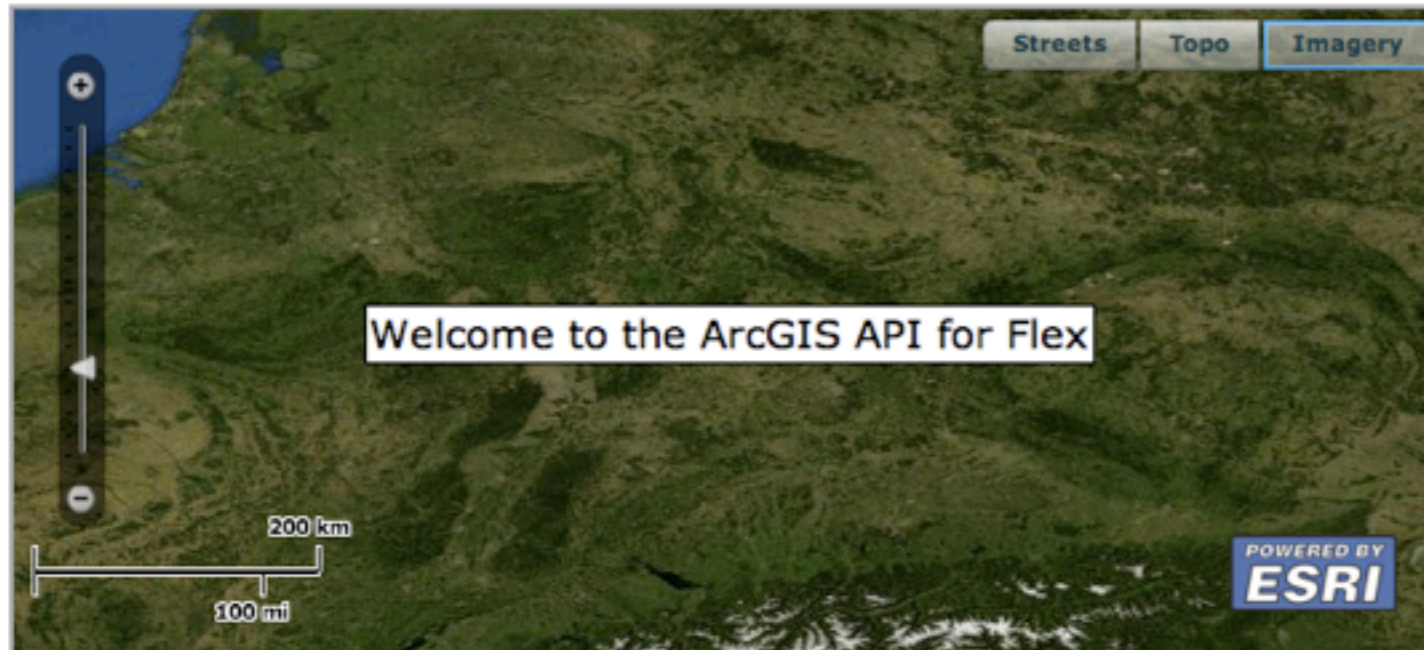 Streets Topo Imagery
Welcome to the ArcGIS API for Flex
200 km
100 mi
POWERED BY
ESRI